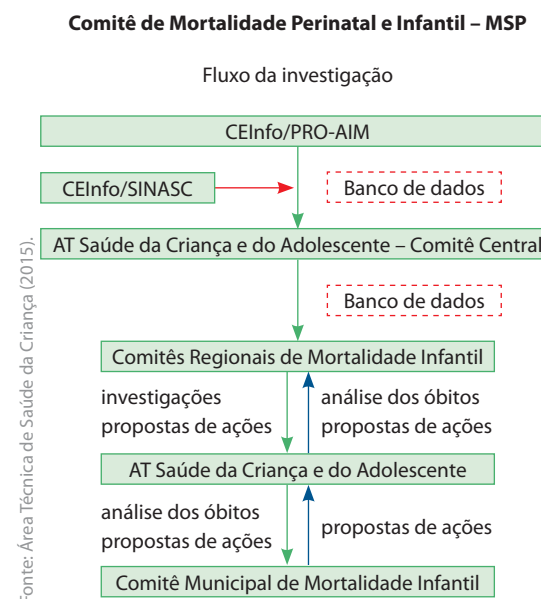 Comitê de Mortalidade Perinatal e Infantil – MSP
Fluxo da investigação
CEInfo/PRO-AIM
CEInfo/SINASC
Banco de dados
AT Saúde da Criança e do Adolescente – Comitê Central
Banco de dados
Comitês Regionais de Mortalidade Infantil
investigações
propostas de ações
análise dos óbitos
propostas de ações
AT Saúde da Criança e do Adolescente
análise dos óbitos
propostas de ações
propostas de ações
Comitê Municipal de Mortalidade Infantil
Fonte: Área Técnica de Saúde da Criança (2015).